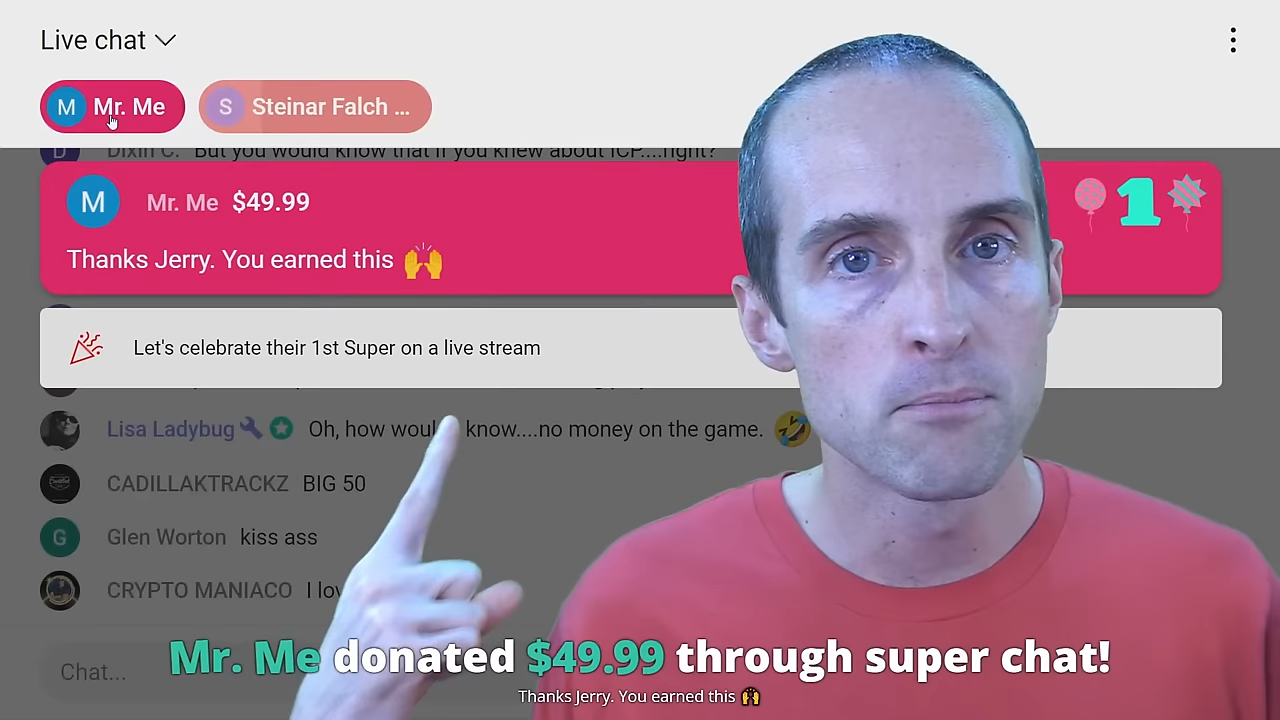 Live chat
M Mr. Me S Steinar Falch ...
D Dixin C. But you would know that if you knew about ICP....right?
M Mr. Me $49.99 1
Thanks Jerry. You earned this 🙌
Let's celebrate their 1st Super on a live stream
Lisa Ladybug Oh, how would know....no money on the game. 🤣
CADILLAKTRACKZ BIG 50
G Glen Worton kiss ass
CRYPTO MANIACO I
Chat...
Mr. Me donated $49.99 through super chat!
Thanks Jerry. You earned this 🙌